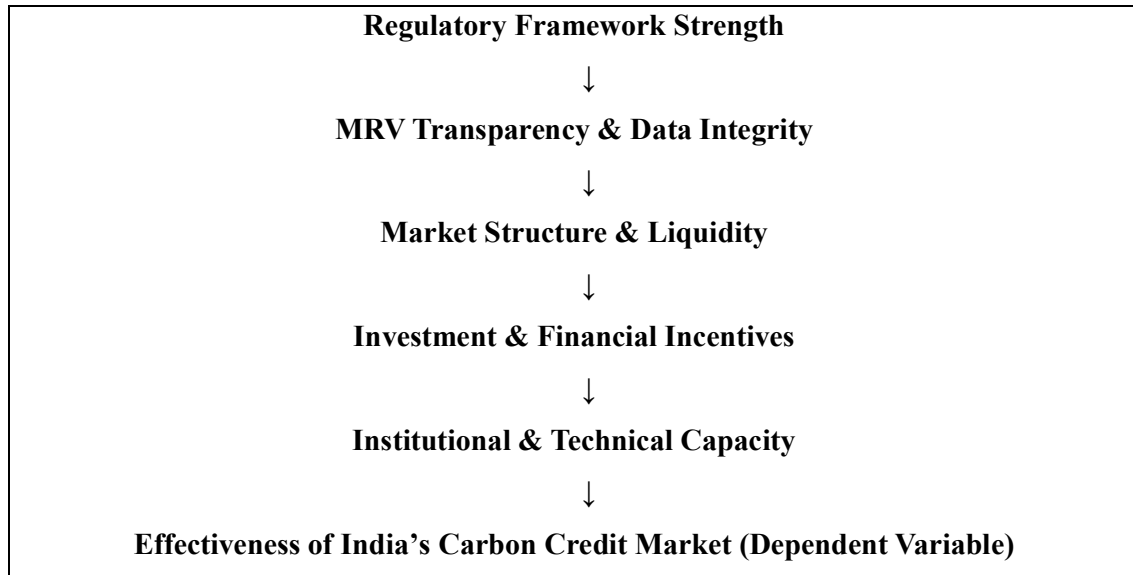 Regulatory Framework Strength
↓
MRV Transparency & Data Integrity
↓
Market Structure & Liquidity
↓
Investment & Financial Incentives
↓
Institutional & Technical Capacity
↓
Effectiveness of India’s Carbon Credit Market (Dependent Variable)